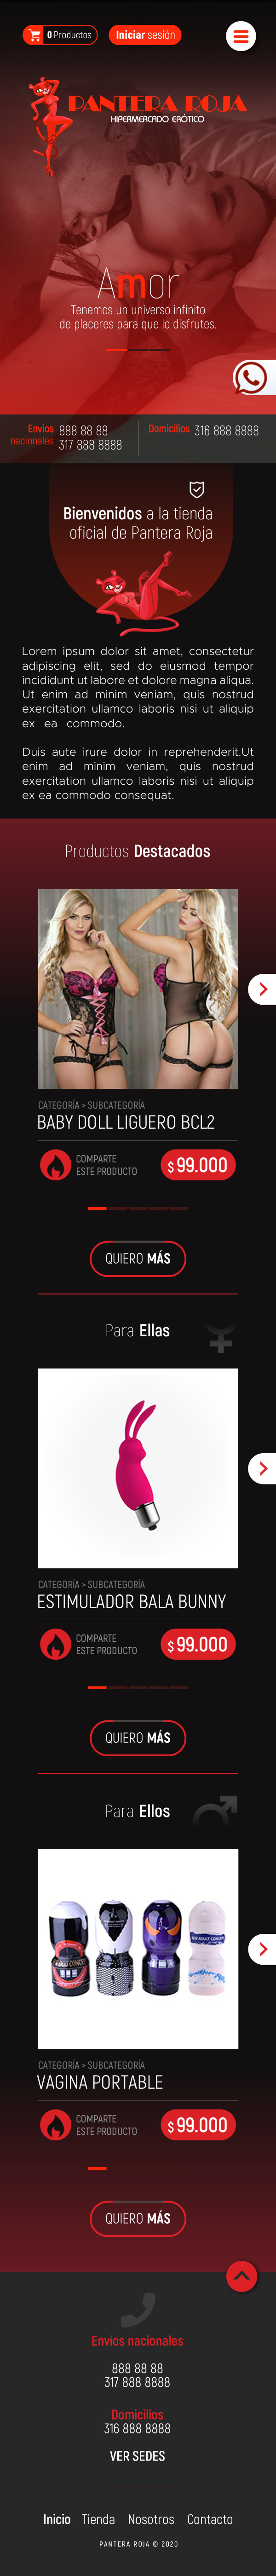 0 Productos
Iniciar sesión
PANTERA ROJA
HIPERMERCADO ERÓTICO
Amor
Tenemos un universo infinito
de placeres para que lo disfrutes.
Envíos
nacionales
888 88 88
317 888 8888
Domicilios
316 888 8888
Bienvenidos a la tienda
oficial de Pantera Roja
Lorem ipsum dolor sit amet, consectetur
adipiscing elit, sed do eiusmod tempor
incididunt ut labore et dolore magna aliqua.
Ut enim ad minim veniam, quis nostrud
exercitation ullamco laboris nisi ut aliquip
ex ea commodo.
Duis aute irure dolor in reprehenderit.Ut
enim ad minim veniam, quis nostrud
exercitation ullamco laboris nisi ut aliquip
ex ea commodo consequat.
Productos Destacados
CATEGORÍA > SUBCATEGORÍA
BABY DOLL LIGUERO BCL2
COMPARTE
ESTE PRODUCTO
$ 99.000
QUIERO MÁS
Para Ellas
CATEGORÍA > SUBCATEGORÍA
ESTIMULADOR BALA BUNNY
COMPARTE
ESTE PRODUCTO
$ 99.000
QUIERO MÁS
Para Ellos
CATEGORÍA > SUBCATEGORÍA
VAGINA PORTABLE
COMPARTE
ESTE PRODUCTO
$ 99.000
QUIERO MÁS
Envíos nacionales
888 88 88
317 888 8888
Domicilios
316 888 8888
VER SEDES
Inicio Tienda Nosotros Contacto
PANTERA ROJA © 2020